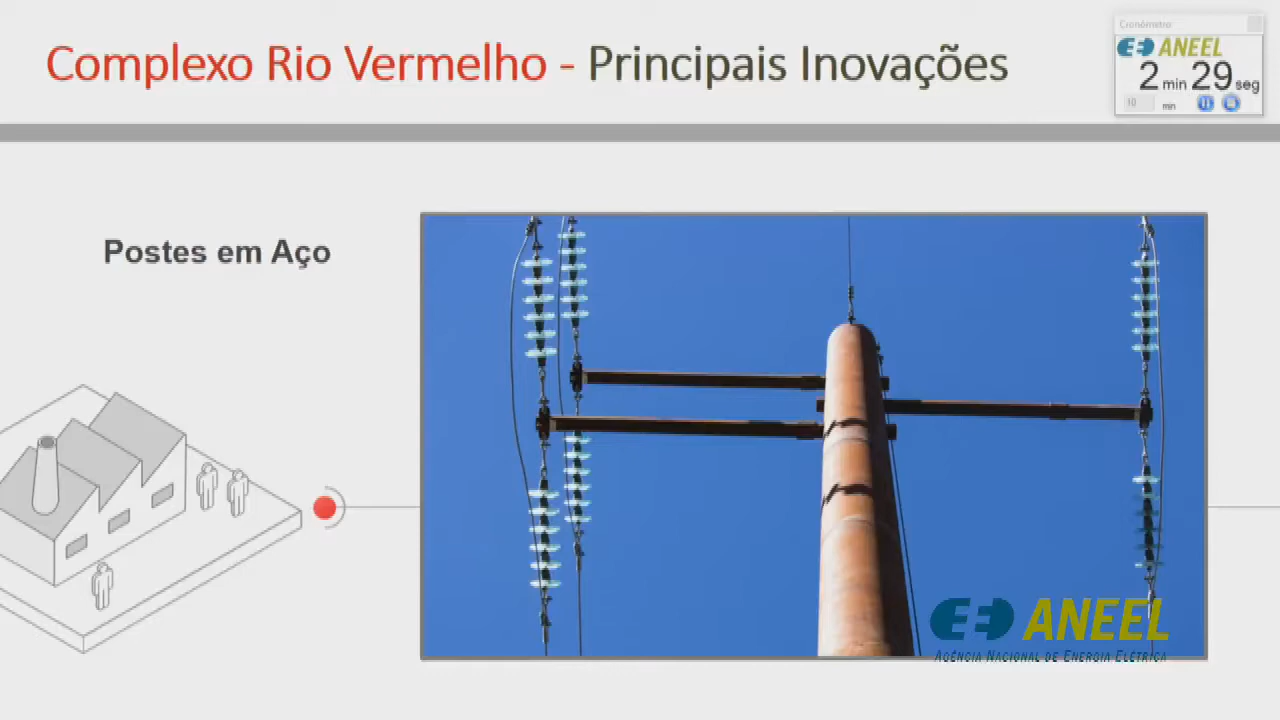 Complexo Rio Vermelho - Principais Inovações
Cronômetro
ANEEL
2 min 29 seg
10 mn
Postes em Aço
ANEEL
AGÊNCIA NACIONAL DE ENERGIA ELÉTRICA